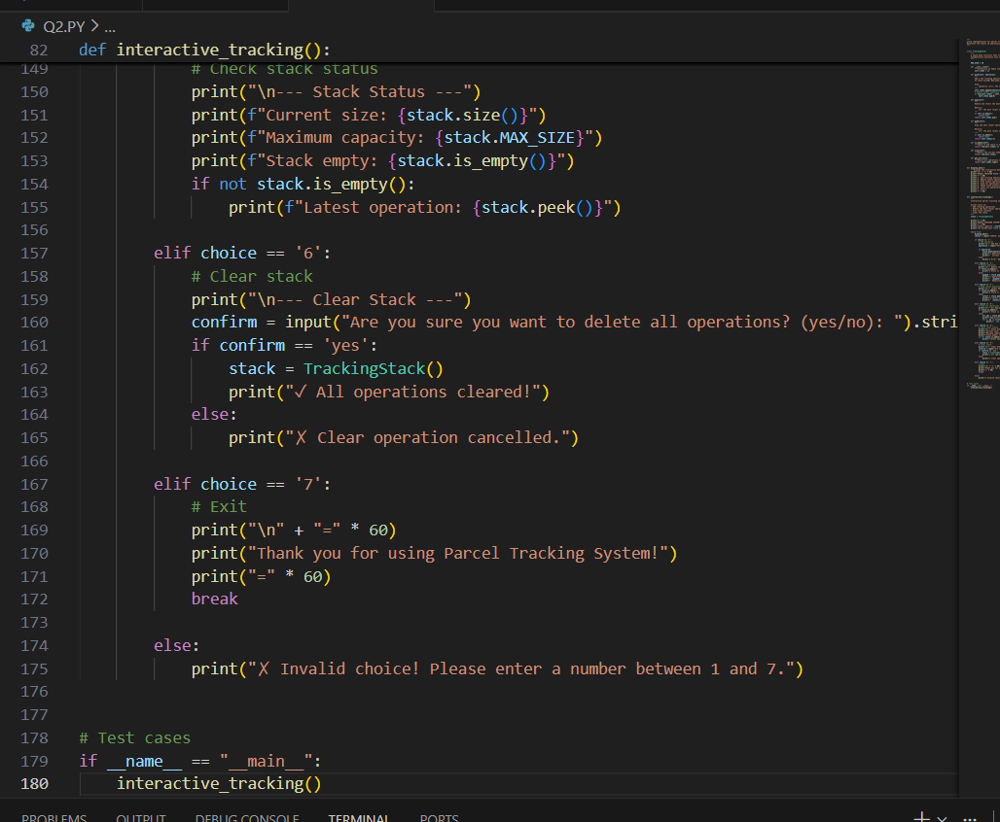 Q2.PY > ...
82 def interactive_tracking():
149 # Check stack status
150 print("\n--- Stack Status ---")
151 print(f"Current size: {stack.size()}")
152 print(f"Maximum capacity: {stack.MAX_SIZE}")
153 print(f"Stack empty: {stack.is_empty()}")
154 if not stack.is_empty():
155 print(f"Latest operation: {stack.peek()}")
156
157 elif choice == '6':
158 # Clear stack
159 print("\n--- Clear Stack ---")
160 confirm = input("Are you sure you want to delete all operations? (yes/no): ").stri
161 if confirm == 'yes':
162 stack = TrackingStack()
163 print("✓ All operations cleared!")
164 else:
165 print("✗ Clear operation cancelled.")
166
167 elif choice == '7':
168 # Exit
169 print("\n" + "=" * 60)
170 print("Thank you for using Parcel Tracking System!")
171 print("=" * 60)
172 break
173
174 else:
175 print("✗ Invalid choice! Please enter a number between 1 and 7.")
176
177
178 # Test cases
179 if __name__ == "__main__":
180 interactive_tracking()
PROBLEMS OUTPUT DEBUG CONSOLE TERMINAL PORTS